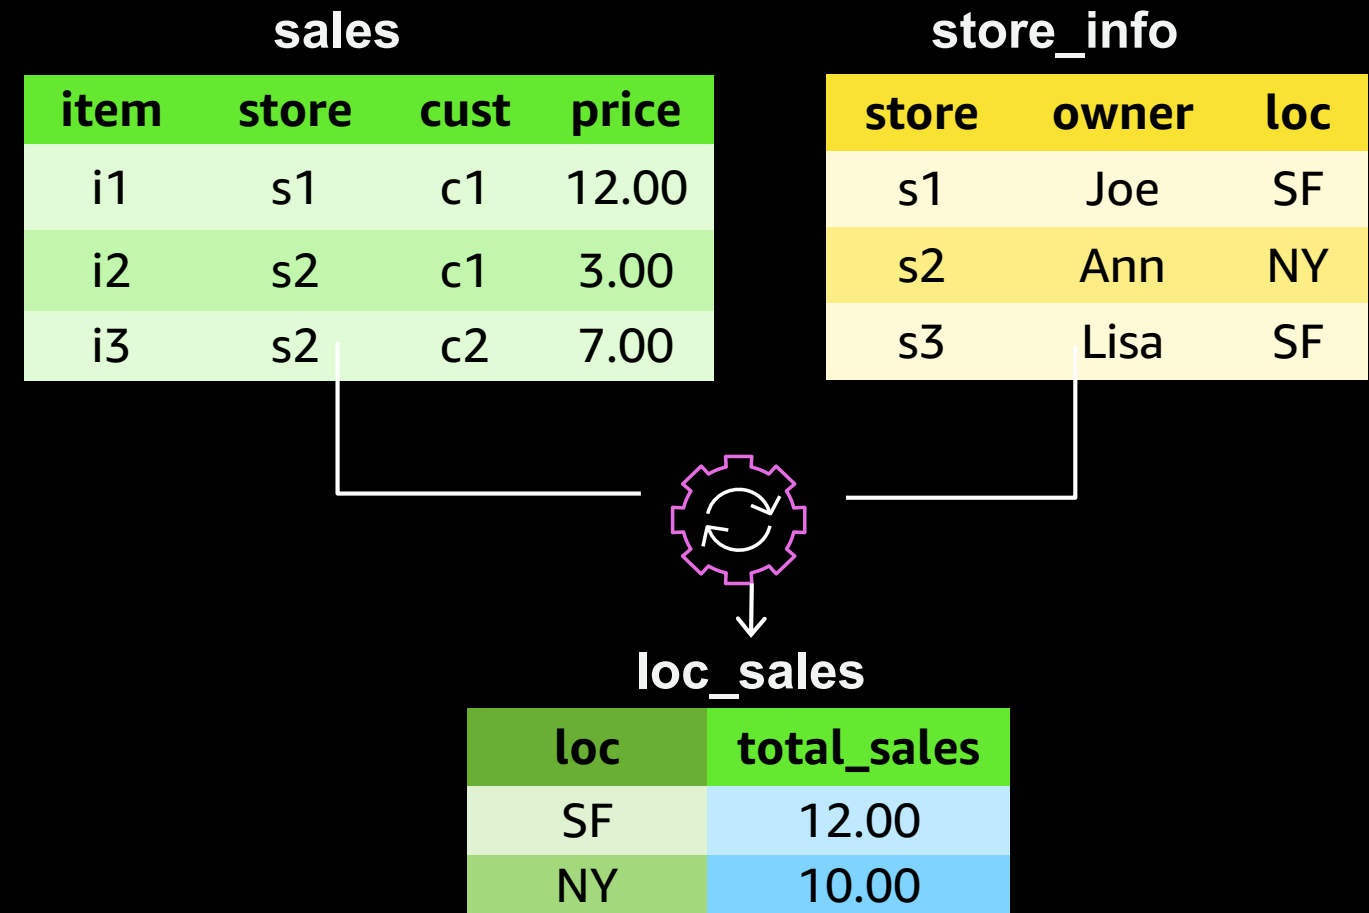 sales
item store cust price
i1 s1 c1 12.00
i2 s2 c1 3.00
i3 s2 c2 7.00
store_info
store owner loc
s1 Joe SF
s2 Ann NY
s3 Lisa SF
loc_sales
loc total_sales
SF 12.00
NY 10.00